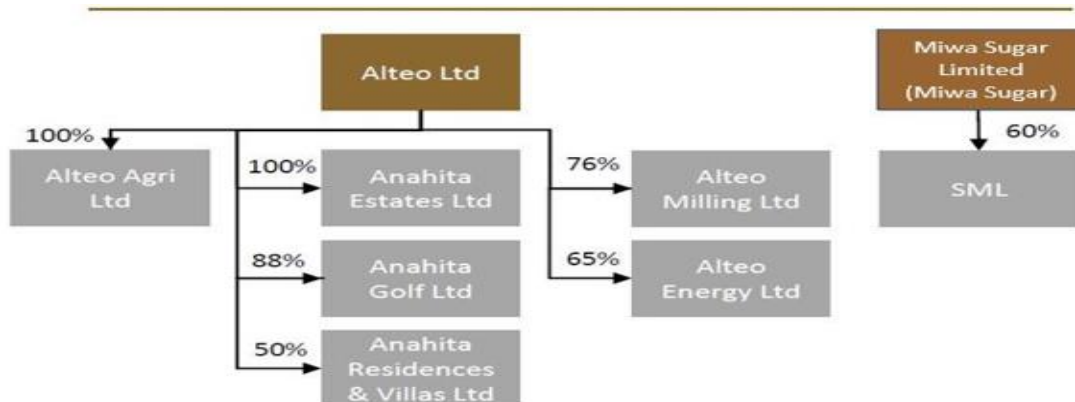 Alteo Ltd
Miwa Sugar
Limited
(Miwa Sugar)
100%
Alteo Agri
Ltd
100%
Anahita
Estates Ltd
76%
Alteo
Milling Ltd
60%
SML
88%
Anahita
Golf Ltd
65%
Alteo
Energy Ltd
50%
Anahita
Residences
& Villas Ltd